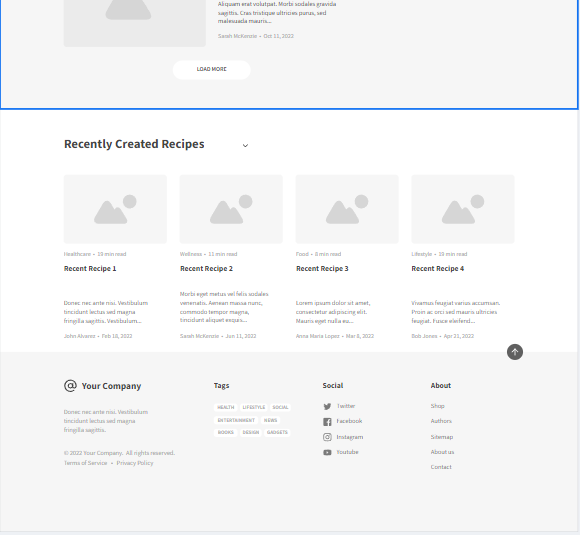 Aliquam erat volutpat. Morbi sodales gravida
sagittis. Cras tristique ultricies purus, sed
malesuada mauris...
Sarah McKenzie • Oct 11, 2022
LOAD MORE
Recently Created Recipes
Healthcare • 19 min read
Recent Recipe 1
Donec nec ante nisi. Vestibulum
tincidunt lectus sed magna
fringilla sagittis. Vestibulum...
John Alvarez • Feb 18, 2022
Wellness • 11 min read
Recent Recipe 2
Morbi eget metus vel felis sodales
venenatis. Aenean massa nunc,
commodo tempor magna,
tincidunt aliquet exquis...
Sarah McKenzie • Jun 11, 2022
Food • 8 min read
Recent Recipe 3
Lorem ipsum dolor sit amet,
consectetur adipiscing elit.
Mauris eget nulla eu...
Anna Maria Lopez • Mar 8, 2022
Lifestyle • 19 min read
Recent Recipe 4
Vivamus feugiat varius accumsan.
Proin ac orci sed mauris ultricies
feugiat. Fusce eleifend...
Bob Jones • Apr 21, 2022
Your Company
Donec nec ante nisi. Vestibulum
tincidunt lectus sed magna
fringilla sagittis.
© 2022 Your Company. All rights reserved.
Terms of Service • Privacy Policy
Tags
HEALTH LIFESTYLE SOCIAL
ENTERTAINMENT NEWS
BOOKS DESIGN GADGETS
Social
Twitter
Facebook
Instagram
Youtube
About
Shop
Authors
Sitemap
About us
Contact